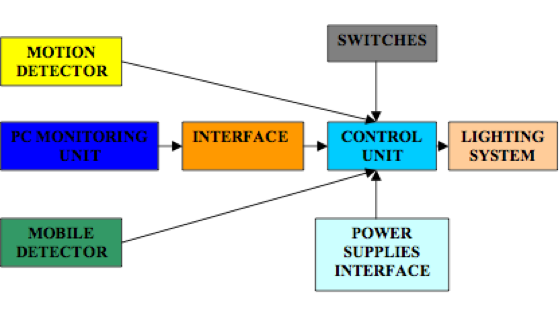 SWITCHES
MOTION
DETECTOR
PC MONITORING
UNIT
INTERFACE
CONTROL
UNIT
LIGHTING
SYSTEM
MOBILE
DETECTOR
POWER
SUPPLIES
INTERFACE